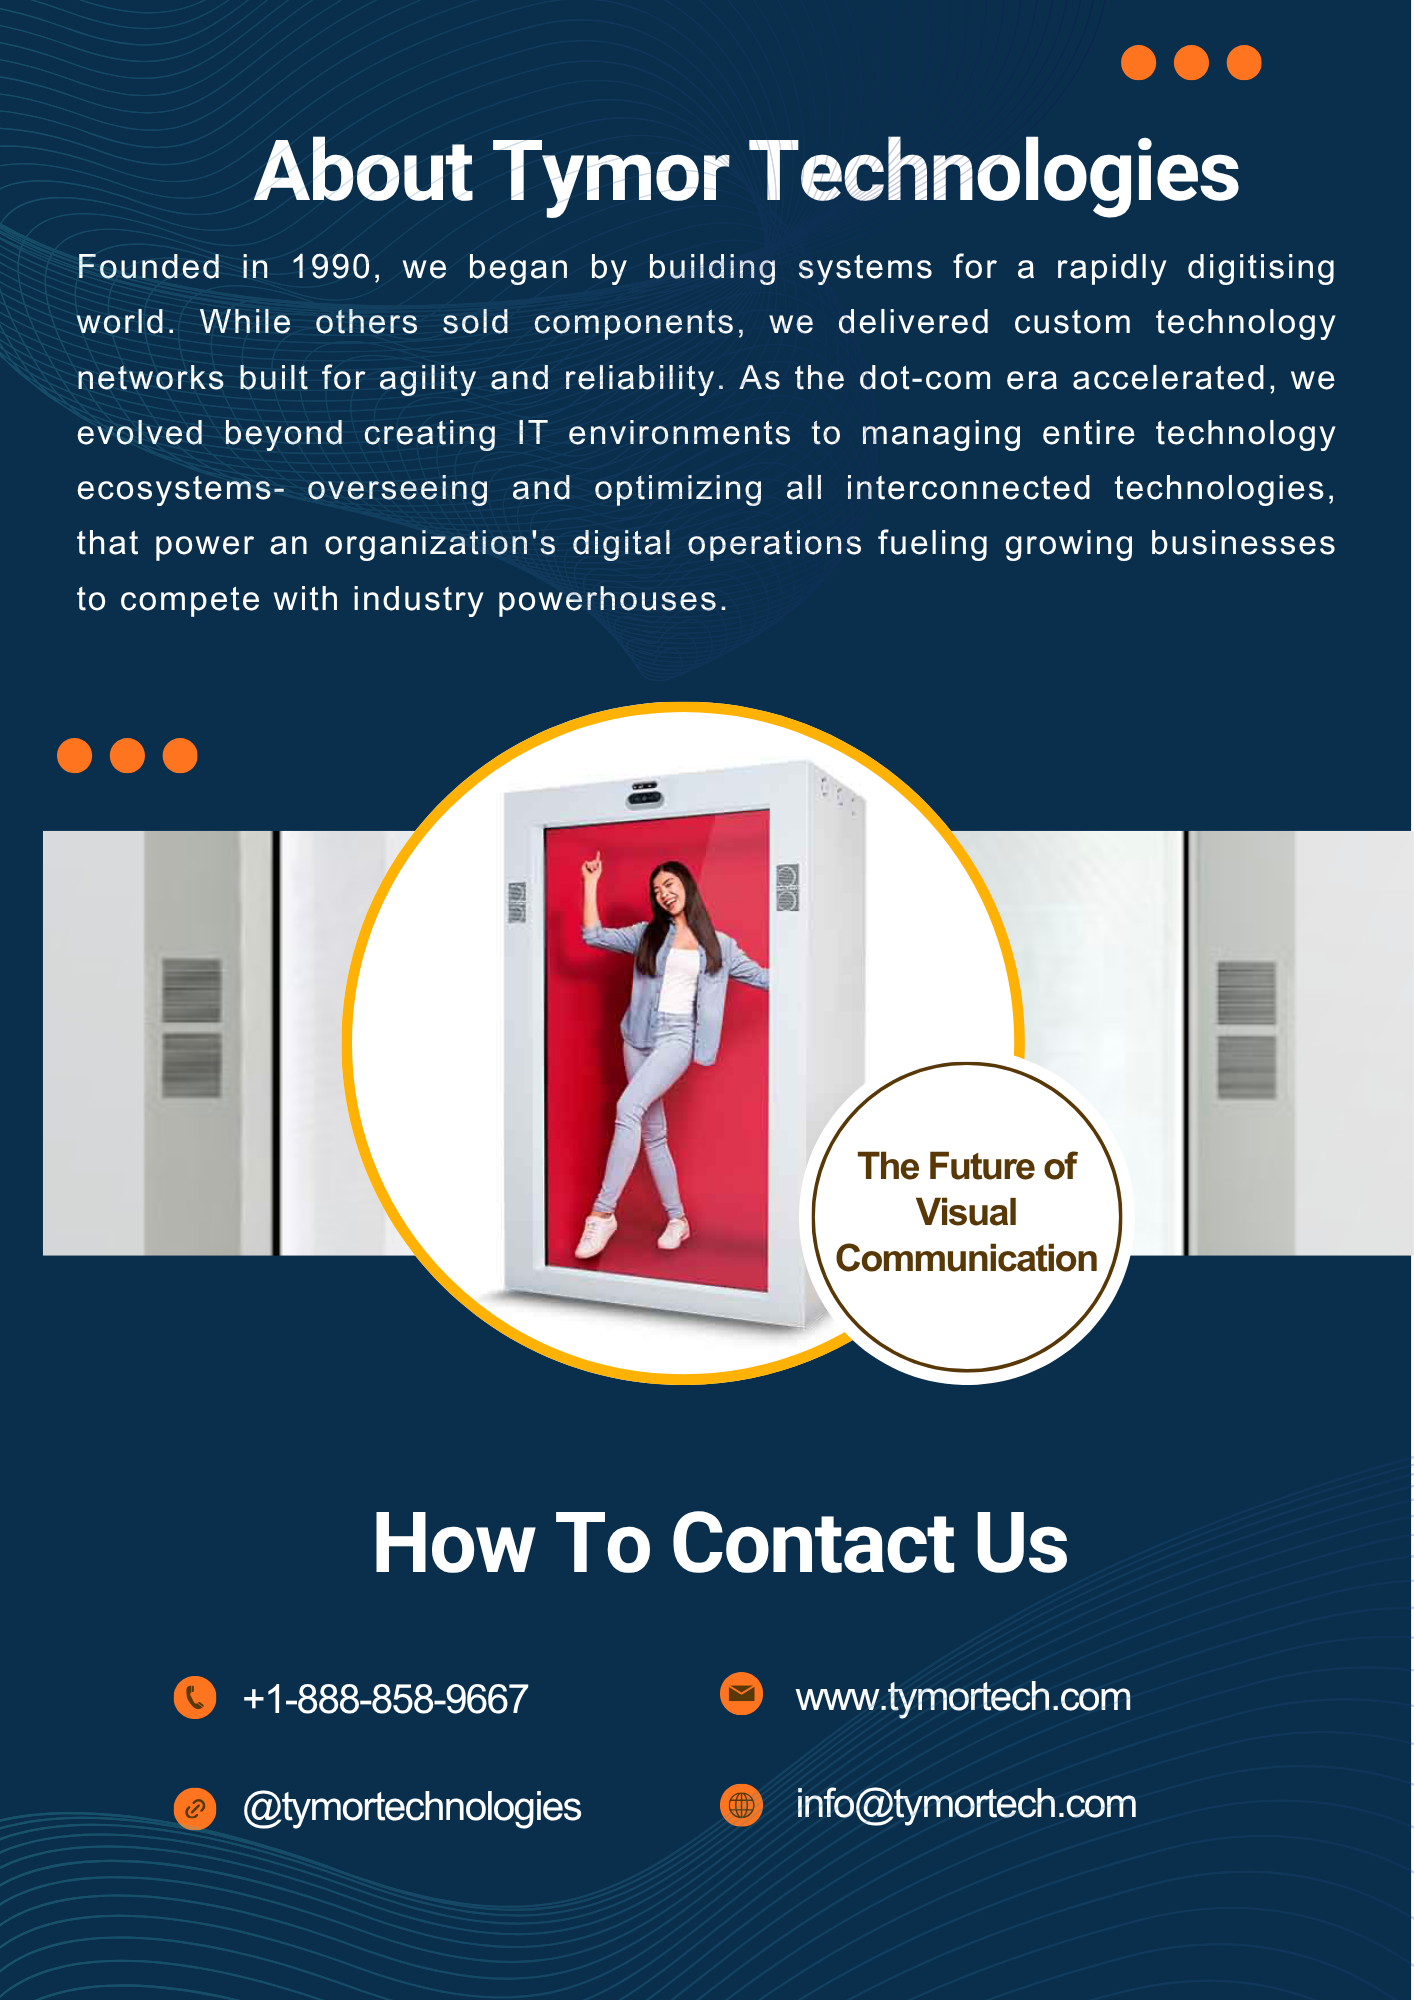 About Tymor Technologies
Founded in 1990, we began by building systems for a rapidly digitising
world. While others sold components, we delivered custom technology
networks built for agility and reliability. As the dot-com era accelerated, we
evolved beyond creating IT environments to managing entire technology
ecosystems- overseeing and optimizing all interconnected technologies,
that power an organization's digital operations fueling growing businesses
to compete with industry powerhouses.
The Future of
Visual
Communication
How To Contact Us
+1-888-858-9667
www.tymortech.com
@tymortechnologies
info@tymortech.com